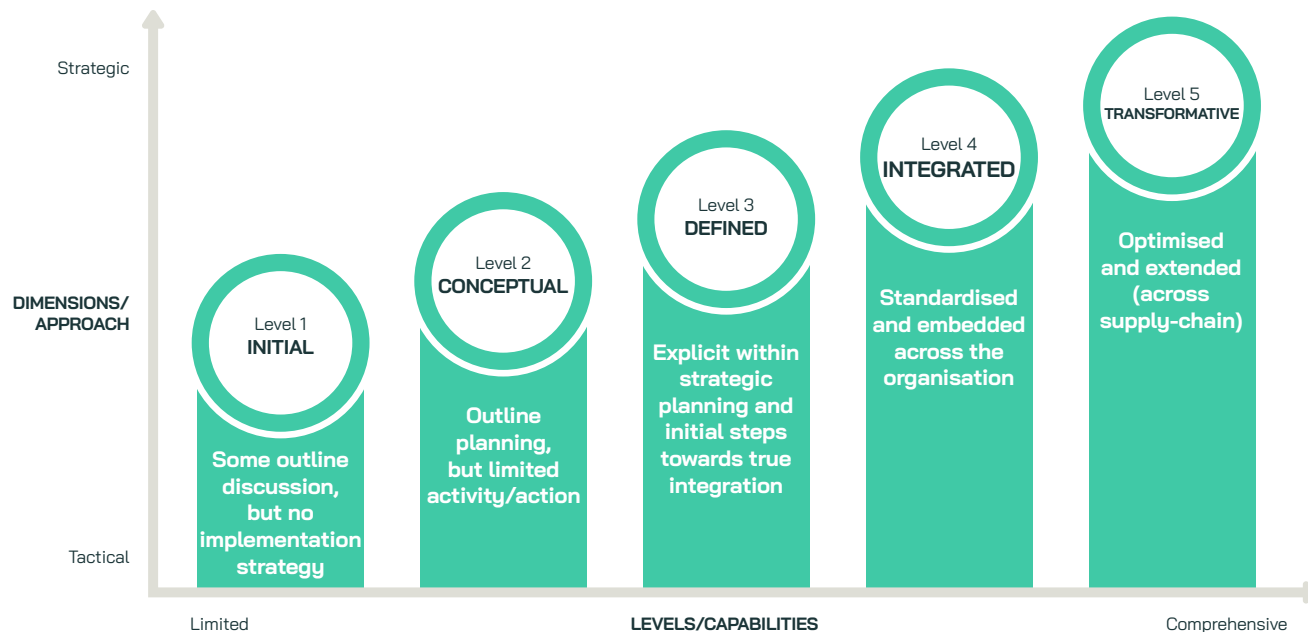 Strategic
DIMENSIONS/
APPROACH
Tactical
Level 1
INITIAL
Some outline
discussion,
but no
implementation
strategy
Level 2
CONCEPTUAL
Outline
planning,
but limited
activity/action
Level 3
DEFINED
Explicit within
strategic
planning and
initial steps
towards true
integration
Level 4
INTEGRATED
Standardised
and embedded
across the
organisation
Level 5
TRANSFORMATIVE
Optimised
and extended
(across
supply-chain)
Limited
LEVELS/CAPABILITIES
Comprehensive